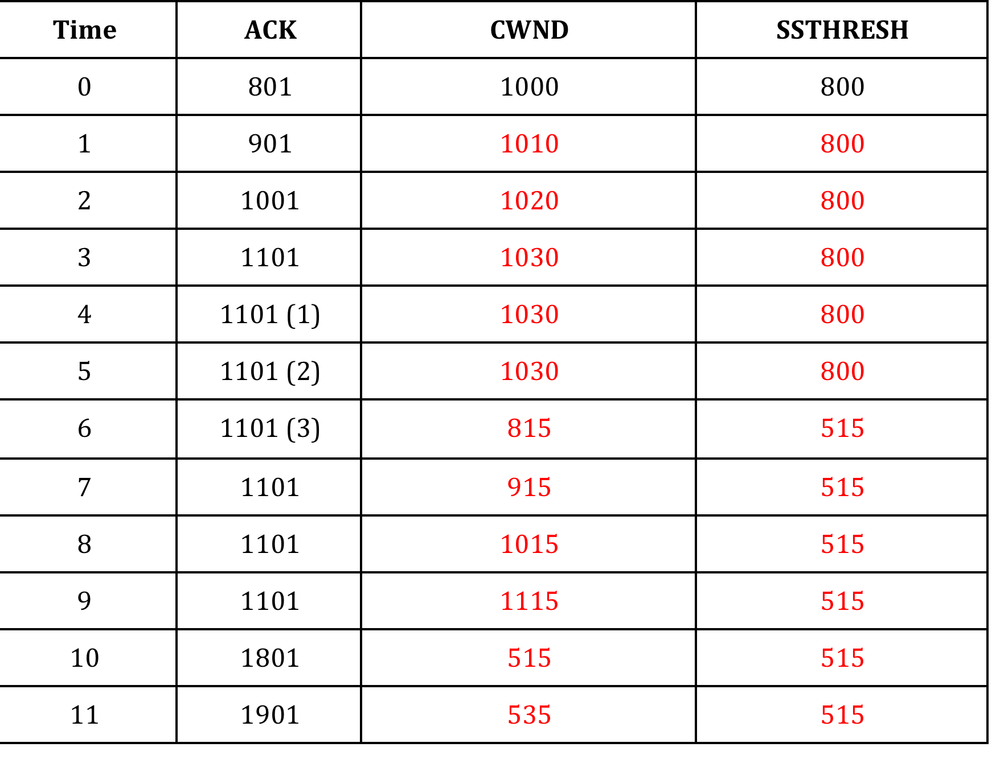 Time ACK CWND SSTHRESH
0 801 1000 800
1 901 1010 800
2 1001 1020 800
3 1101 1030 800
4 1101 (1) 1030 800
5 1101 (2) 1030 800
6 1101 (3) 815 515
7 1101 915 515
8 1101 1015 515
9 1101 1115 515
10 1801 515 515
11 1901 535 515